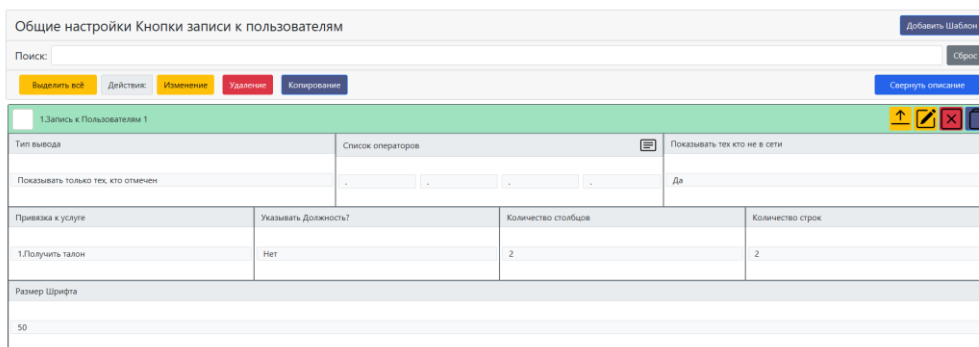 Общие настройки Кнопки записи к пользователям Добавить Шаблон
Поиск: Сброс
Выделить всё Действия: Изменение Удаление Копирование Свернуть описание
1.Запись к Пользователям 1
Тип вывода Список операторов Показывать тех кто не в сети
Показывать только тех, кто отмечен . . . . Да
Привязка к услуге Указывать Должность? Количество столбцов Количество строк
1.Получить талон Нет 2 2
Размер Шрифта
50